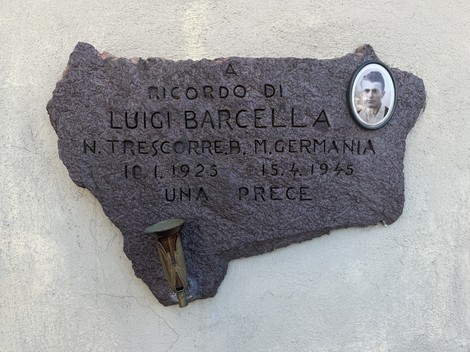 A
RICORDO DI
LUIGI BARCELLA
N. TRESCORRE.B. M. GERMANIA
10.1.1923 15.4.1945
UNA PRECE